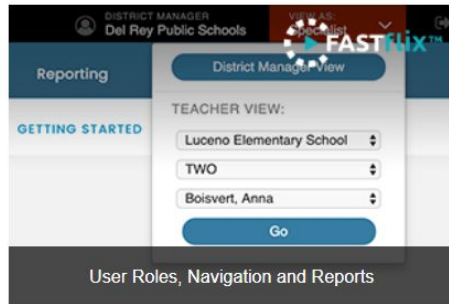 DISTRICT MANAGER
Del Rey Public Schools
VIEW AS:
Specialist
FASTflix™
Reporting
District Manager View
GETTING STARTED
TEACHER VIEW:
Luceno Elementary School
TWO
Boisvert, Anna
Go
User Roles, Navigation and Reports